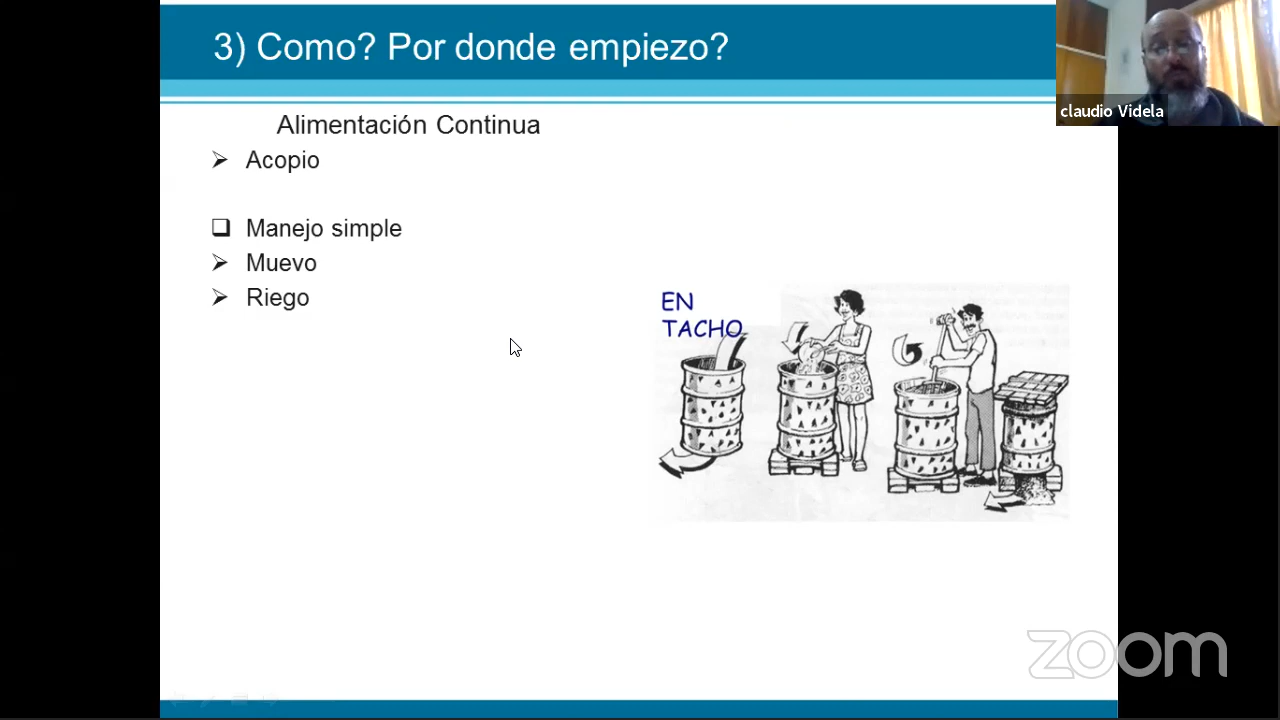 3) Como? Por donde empiezo?
claudio Videla
Alimentación Continua
Acopio
Manejo simple
Muevo
Riego
EN
TACHO
zoom